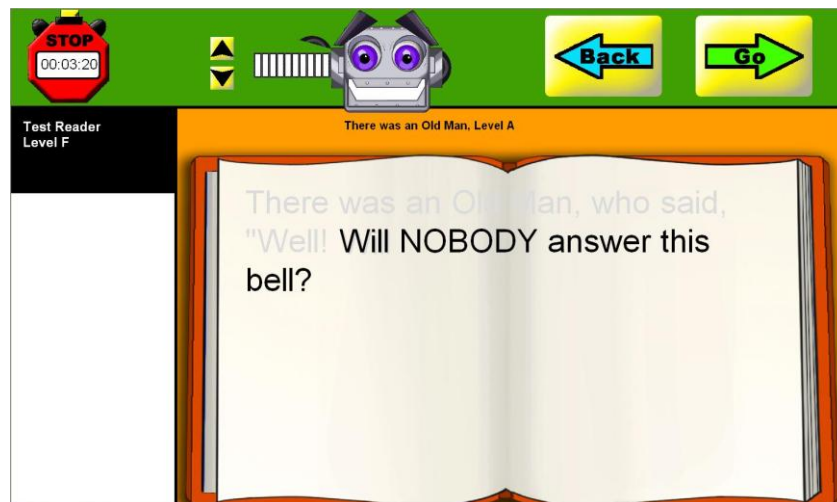 STOP
00:03:20
Back
Go
Test Reader
Level F
There was an Old Man, Level A
There was an Old Man, who said,
"Well! Will NOBODY answer this
bell?